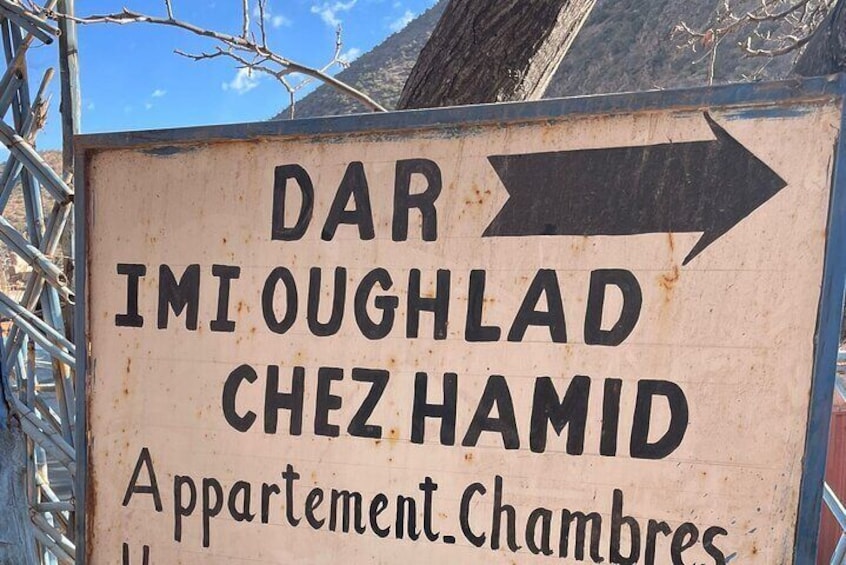 DAR
IMI OUGHLAD
CHEZ HAMID
Appartement_Chambres